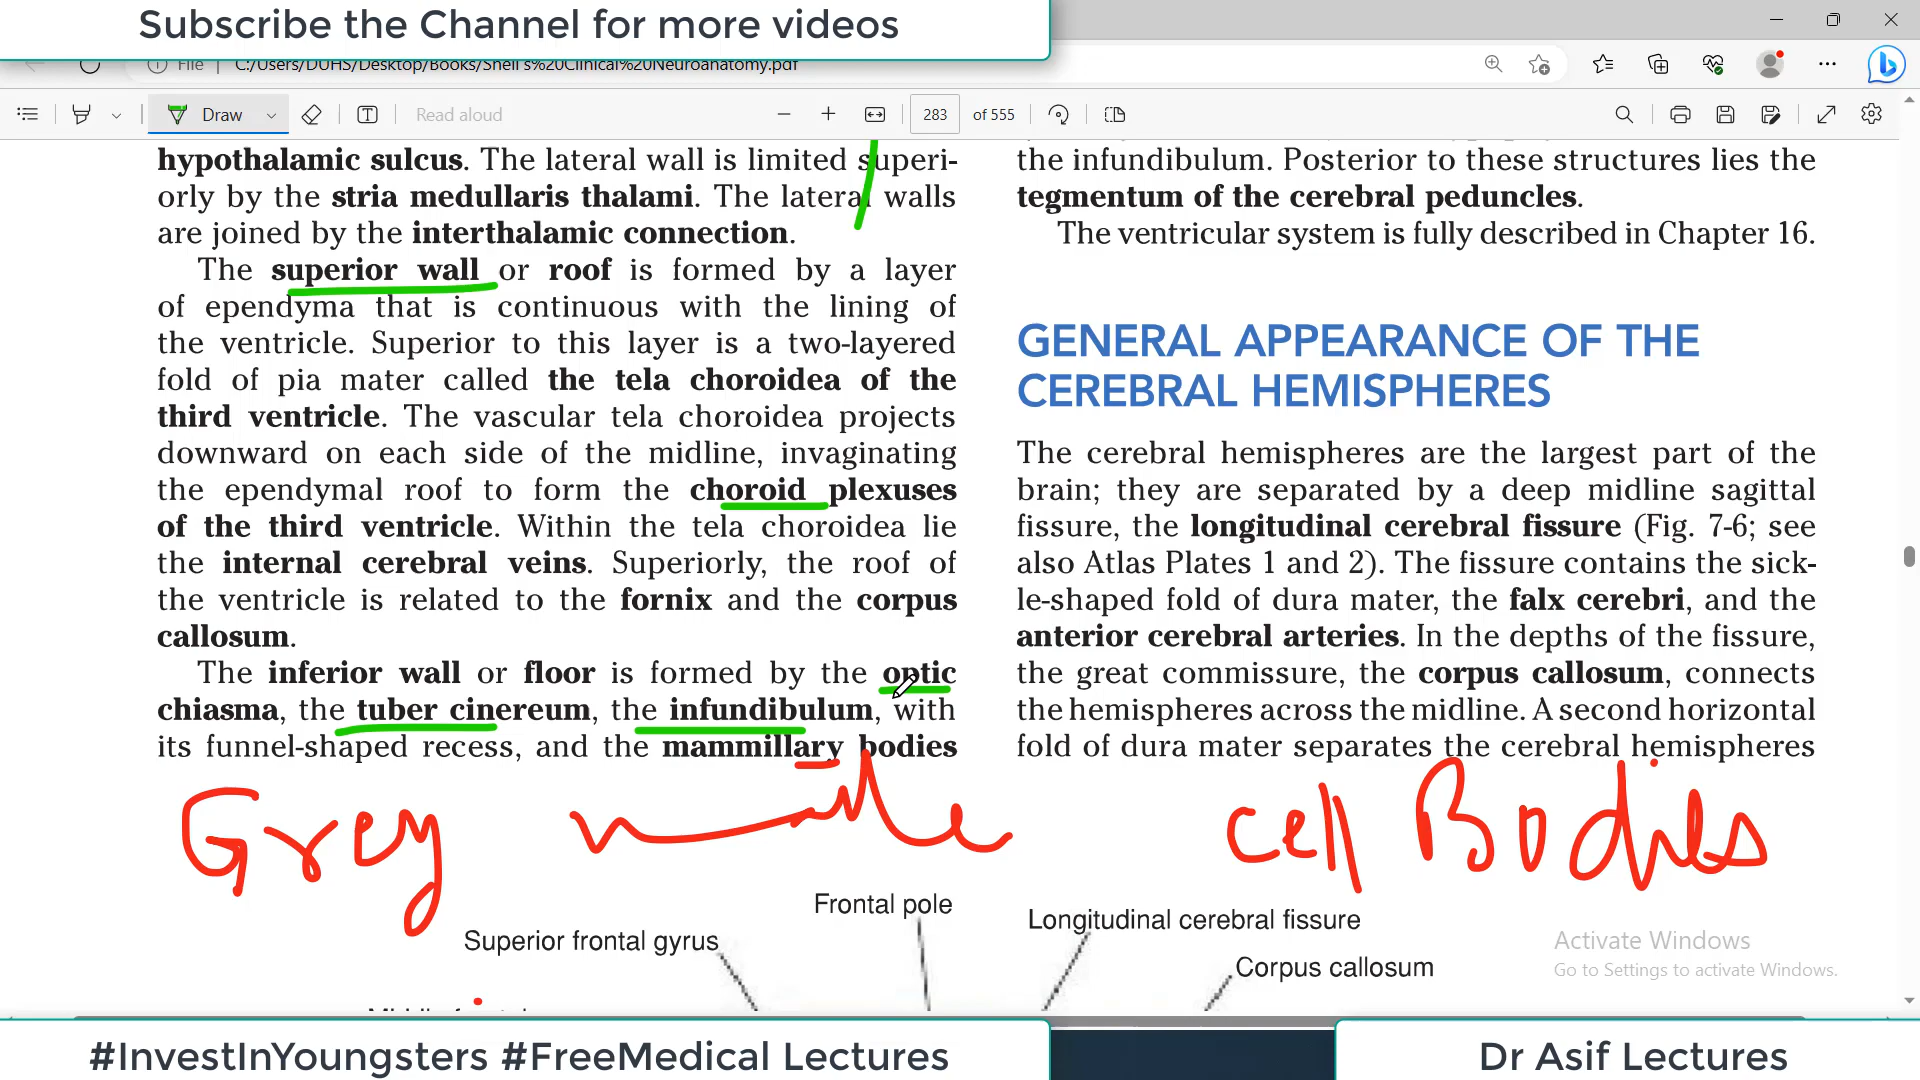 Subscribe the Channel for more videos
File C:/Users/DUHS/Desktop/Books/Snell's%20Clinical%20Neuroanatomy.pdf
Draw T Read aloud 283 of 555
hypothalamic sulcus. The lateral wall is limited superi-
orly by the stria medullaris thalami. The lateral walls
are joined by the interthalamic connection.
The superior wall or roof is formed by a layer
of ependyma that is continuous with the lining of
the ventricle. Superior to this layer is a two-layered
fold of pia mater called the tela choroidea of the
third ventricle. The vascular tela choroidea projects
downward on each side of the midline, invaginating
the ependymal roof to form the choroid plexuses
of the third ventricle. Within the tela choroidea lie
the internal cerebral veins. Superiorly, the roof of
the ventricle is related to the fornix and the corpus
callosum.
The inferior wall or floor is formed by the optic
chiasma, the tuber cinereum, the infundibulum, with
its funnel-shaped recess, and the mammillary bodies
the infundibulum. Posterior to these structures lies the
tegmentum of the cerebral peduncles.
The ventricular system is fully described in Chapter 16.
GENERAL APPEARANCE OF THE
CEREBRAL HEMISPHERES
The cerebral hemispheres are the largest part of the
brain; they are separated by a deep midline sagittal
fissure, the longitudinal cerebral fissure (Fig. 7-6; see
also Atlas Plates 1 and 2). The fissure contains the sick-
le-shaped fold of dura mater, the falx cerebri, and the
anterior cerebral arteries. In the depths of the fissure,
the great commissure, the corpus callosum, connects
the hemispheres across the midline. A second horizontal
fold of dura mater separates the cerebral hemispheres
Grey cell Bodies
Frontal pole
Longitudinal cerebral fissure
Superior frontal gyrus
Corpus callosum
Activate Windows
Go to Settings to activate Windows.
#InvestInYoungsters #FreeMedical Lectures
Dr Asif Lectures